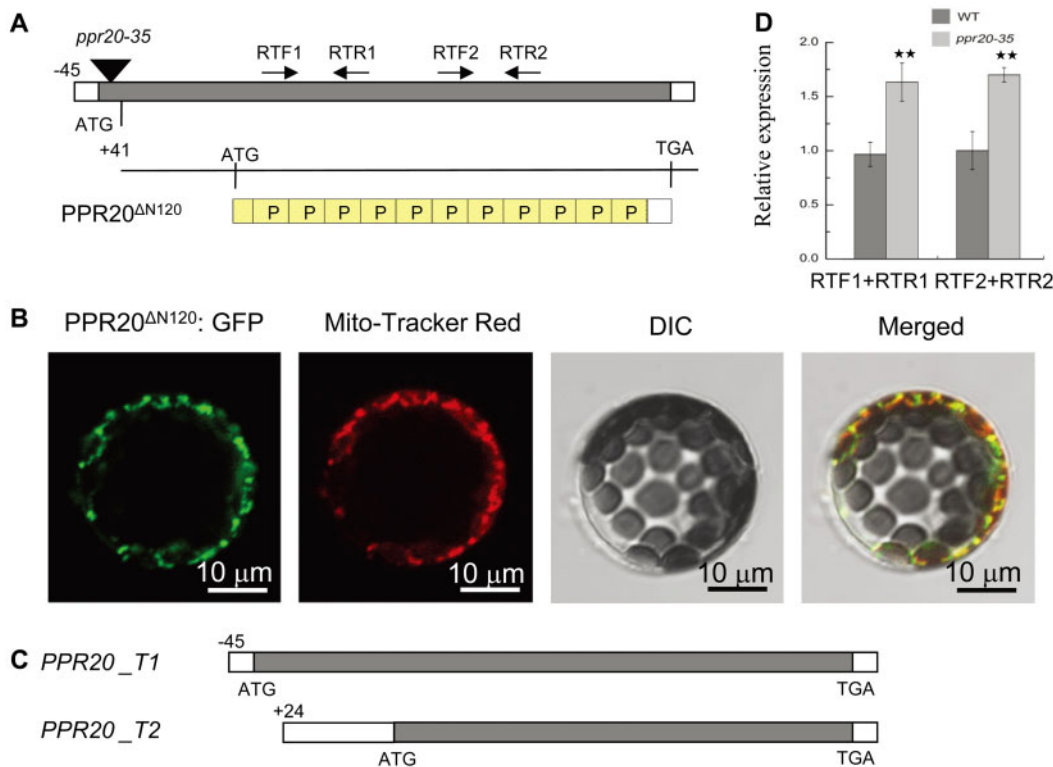 A
ppr20-35
-45
RTF1
RTR1
RTF2
RTR2
ATG
+41
ATG
TGA
PPR20ΔN120
P P P P P P P P P P P
D
WT
ppr20-35
Relative expression
2.0
1.5
1.0
0.5
0.0
★★
★★
RTF1+RTR1 RTF2+RTR2
B
PPR20ΔN120: GFP
Mito-Tracker Red
DIC
Merged
10 μm
10 μm
10 μm
10 μm
C
PPR20_T1
-45
ATG
TGA
PPR20_T2
+24
ATG
TGA